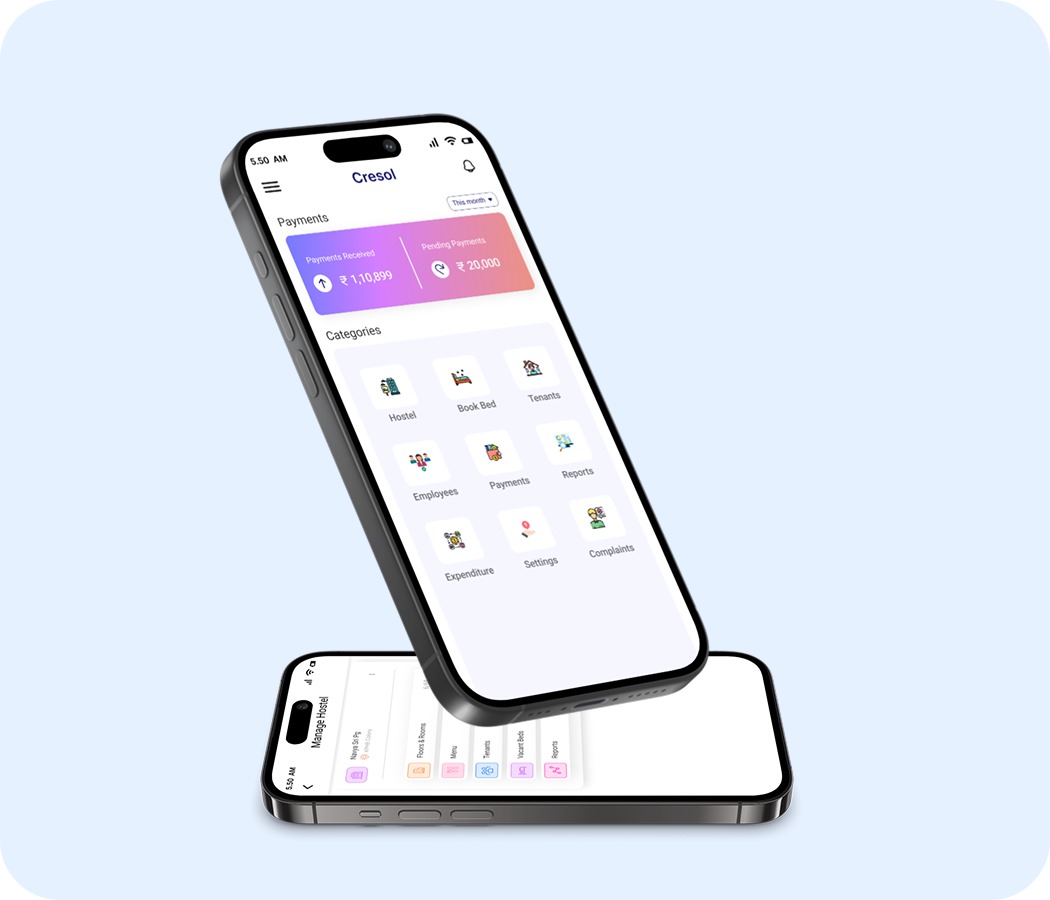 5.50 AM
Cresol
This month
Payments
Payments Received
₹ 1,10,899
Pending Payments
₹ 20,000
Categories
Hostel
Book Bed
Tenants
Employees
Payments
Reports
Expenditure
Settings
Complaints
5.50 AM
Manage Hostel
Navya Sri Pg
Floors & Rooms
Menu
Tenants
Vacant Beds
Reports